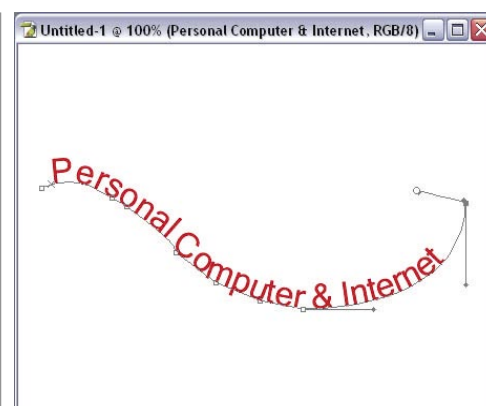 Untitled-1 @ 100% (Personal Computer & Internet, RGB/8)
Personal Computer & Internet